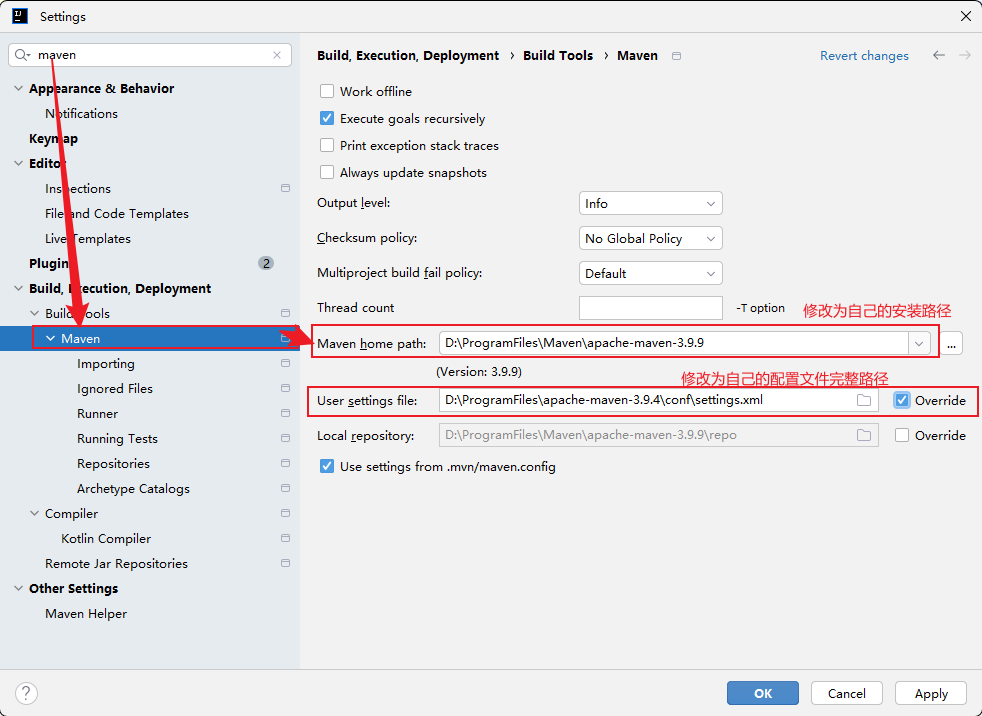 Settings
maven
Appearance & Behavior
Notifications
Keymap
Editor
Inspections
File and Code Templates
Live Templates
Plugins
2
Build, Execution, Deployment
Build Tools
Maven
Importing
Ignored Files
Runner
Running Tests
Repositories
Archetype Catalogs
Compiler
Kotlin Compiler
Remote Jar Repositories
Other Settings
Maven Helper
Build, Execution, Deployment › Build Tools › Maven
Revert changes
Work offline
Execute goals recursively
Print exception stack traces
Always update snapshots
Output level: Info
Checksum policy: No Global Policy
Multiproject build fail policy: Default
Thread count -T option
修改为自己的安装路径
Maven home path: D:\ProgramFiles\Maven\apache-maven-3.9.9 ...
(Version: 3.9.9)
修改为自己的配置文件完整路径
User settings file: D:\ProgramFiles\apache-maven-3.9.4\conf\settings.xml Override
Local repository: D:\ProgramFiles\Maven\apache-maven-3.9.9\repo Override
Use settings from .mvn/maven.config
?
OK
Cancel
Apply